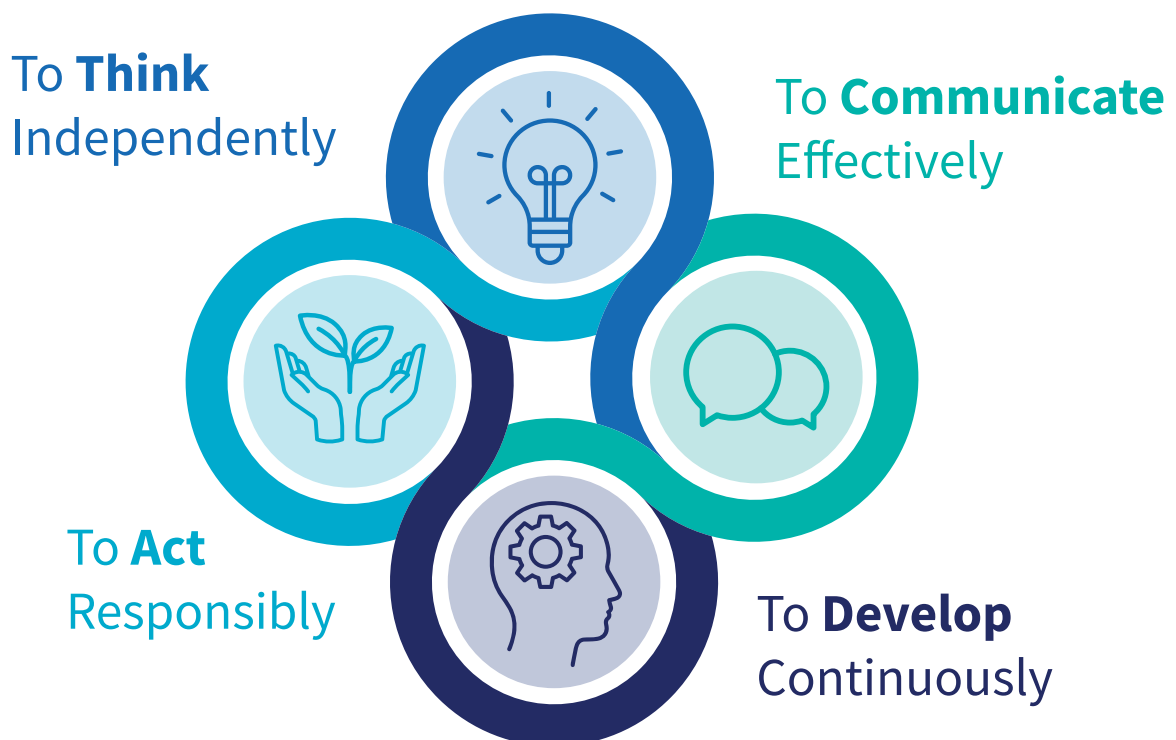 To Think
Independently
To Communicate
Effectively
To Act
Responsibly
To Develop
Continuously